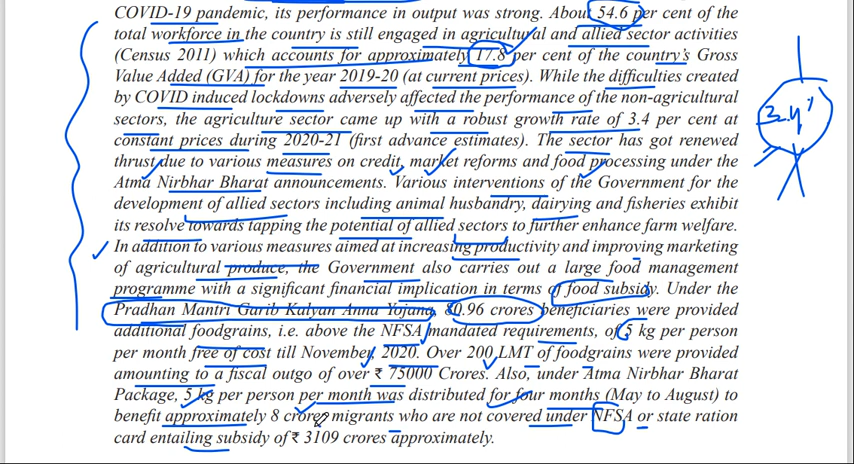 COVID-19 pandemic, its performance in output was strong. About 54.6 per cent of the
total workforce in the country is still engaged in agricultural and allied sector activities
(Census 2011) which accounts for approximately 17.8 per cent of the country's Gross
Value Added (GVA) for the year 2019-20 (at current prices). While the difficulties created
by COVID induced lockdowns adversely affected the performance of the non-agricultural
sectors, the agriculture sector came up with a robust growth rate of 3.4 per cent at
constant prices during 2020-21 (first advance estimates). The sector has got renewed
thrust due to various measures on credit, market reforms and food processing under the
Atma Nirbhar Bharat announcements. Various interventions of the Government for the
development of allied sectors including animal husbandry, dairying and fisheries exhibit
its resolve towards tapping the potential of allied sectors to further enhance farm welfare.
In addition to various measures aimed at increasing productivity and improving marketing
of agricultural produce, the Government also carries out a large food management
programme with a significant financial implication in terms of food subsidy. Under the
Pradhan Mantri Garib Kalyan Anna Yojana, 80.96 crores beneficiaries were provided
additional foodgrains, i.e. above the NFSA mandated requirements, of 5 kg per person
per month free of cost till November, 2020. Over 200 LMT of foodgrains were provided
amounting to a fiscal outgo of over ₹ 75000 Crores. Also, under Atma Nirbhar Bharat
Package, 5 kg per person per month was distributed for four months (May to August) to
benefit approximately 8 crores migrants who are not covered under NFSA or state ration
card entailing subsidy of ₹ 3109 crores approximately.
3.4%